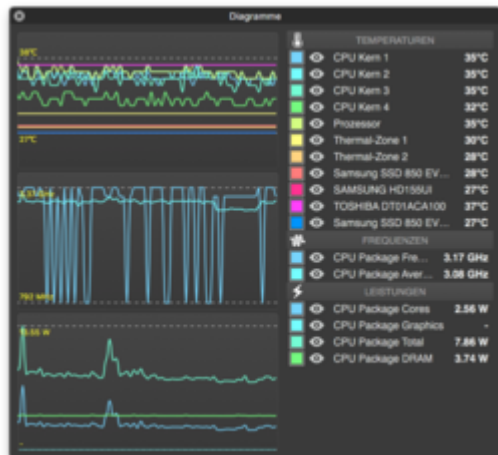 Diagramme
38°C
27°C
792 MHz
TEMPERATUREN
CPU Kern 1 35°C
CPU Kern 2 35°C
CPU Kern 3 35°C
CPU Kern 4 32°C
Prozessor 35°C
Thermal-Zone 1 30°C
Thermal-Zone 2 28°C
Samsung SSD 850 EV... 28°C
SAMSUNG HD155UI 27°C
TOSHIBA DT01ACA100 37°C
Samsung SSD 850 EV... 27°C
FREQUENZEN
CPU Package Fre... 3.17 GHz
CPU Package Aver... 3.08 GHz
LEISTUNGEN
CPU Package Cores 2.56 W
CPU Package Graphics -
CPU Package Total 7.86 W
CPU Package DRAM 3.74 W